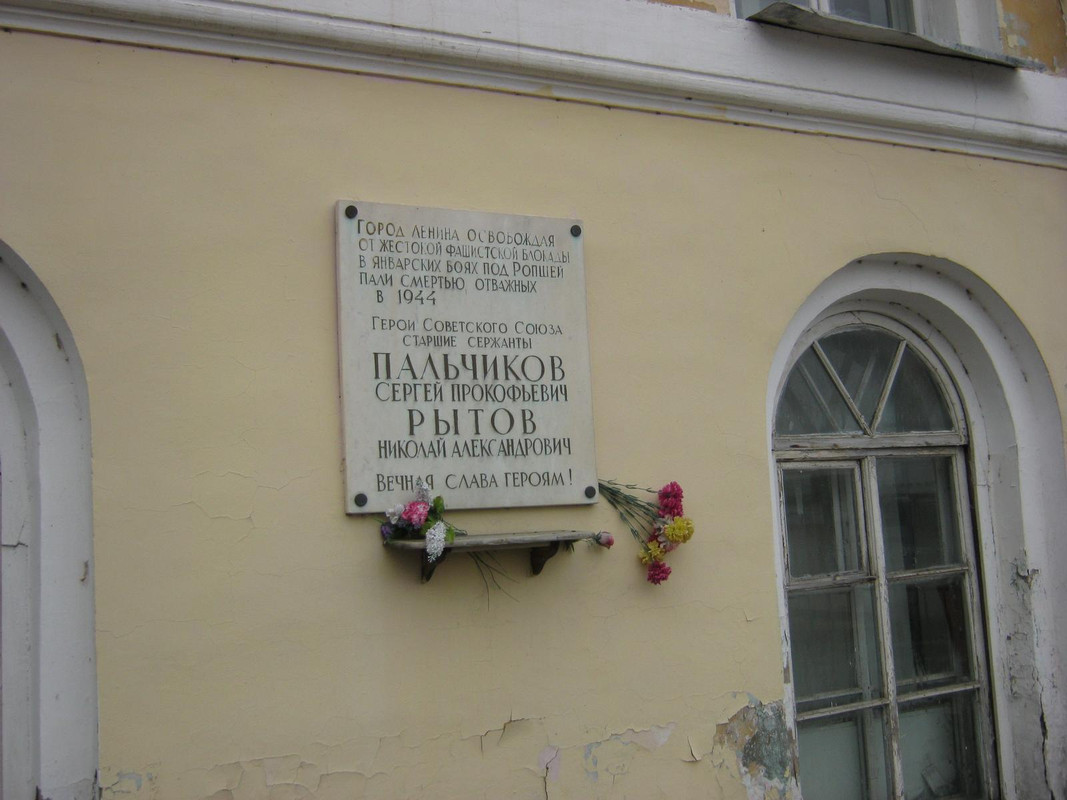 Город Ленина освобождая
от жестокой фашистской блокады
в январских боях под Ропшей
пали смертью отважных
в 1944
Герои Советского Союза
старшие сержанты
ПАЛЬЧИКОВ
Сергей Прокофьевич
РЫТОВ
Николай Александрович
Вечная слава героям!